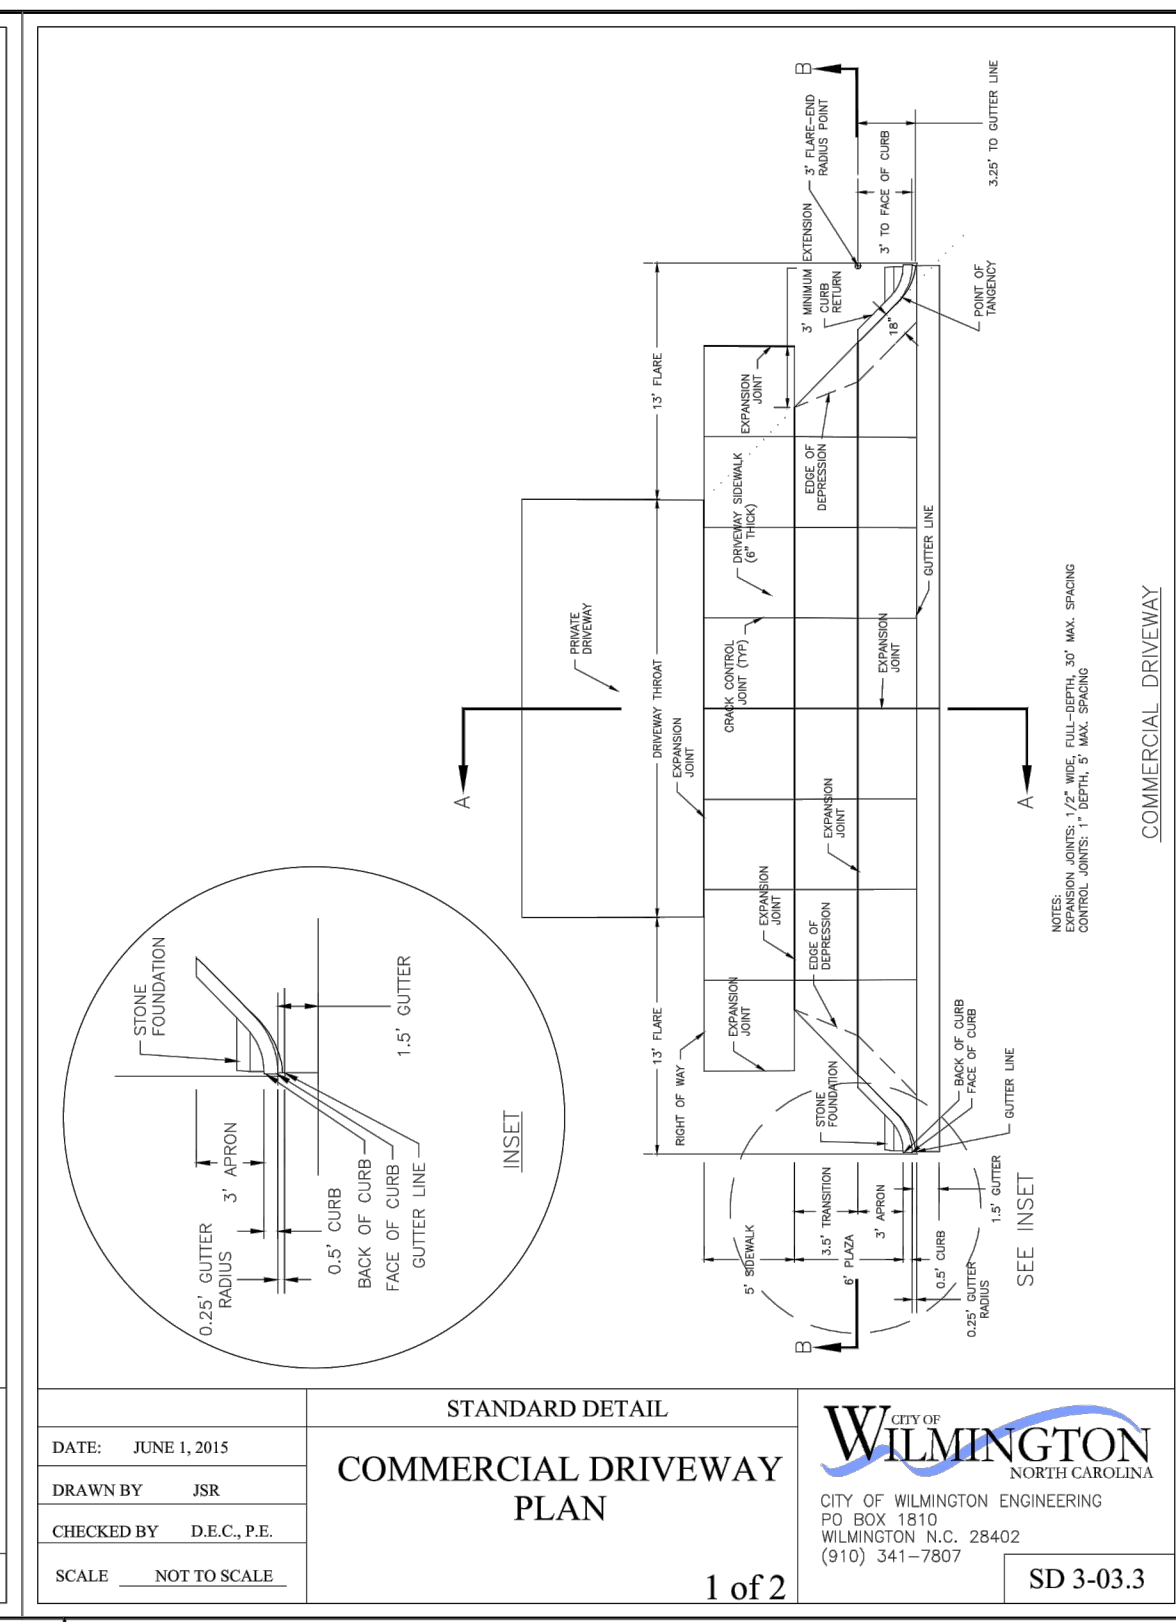 B
3' FLARE-END
RADIUS POINT
3.25' TO GUTTER LINE
3' TO FACE OF CURB
3' MINIMUM EXTENSION
CURB
RETURN
18"
POINT OF
TANGENCY
13' FLARE
EXPANSION
JOINT
EDGE OF
DEPRESSION
DRIVEWAY SIDEWALK
(6" THICK)
GUTTER LINE
PRIVATE
DRIVEWAY
DRIVEWAY THROAT
CRACK CONTROL
JOINT (TYP)
EXPANSION
JOINT
EXPANSION
JOINT
A
A
EXPANSION
JOINT
EXPANSION
JOINT
EDGE OF
DEPRESSION
EXPANSION
JOINT
13' FLARE
RIGHT OF WAY
STONE
FOUNDATION
BACK OF CURB
FACE OF CURB
GUTTER LINE
5' SIDEWALK
3.5' TRANSITION
6' PLAZA
3' APRON
0.5' CURB
0.25' GUTTER
RADIUS
1.5' GUTTER
SEE INSET
B
NOTES:
EXPANSION JOINTS: 1/2" WIDE, FULL-DEPTH, 30' MAX. SPACING
CONTROL JOINTS: 1" DEPTH, 5' MAX. SPACING
COMMERCIAL DRIVEWAY
STONE
FOUNDATION
1.5' GUTTER
3' APRON
0.25' GUTTER
RADIUS
0.5' CURB
BACK OF CURB
FACE OF CURB
GUTTER LINE
INSET
DATE: JUNE 1, 2015
DRAWN BY JSR
CHECKED BY D.E.C., P.E.
SCALE NOT TO SCALE
STANDARD DETAIL
COMMERCIAL DRIVEWAY
PLAN
1 of 2
CITY OF
WILMINGTON
NORTH CAROLINA
CITY OF WILMINGTON ENGINEERING
PO BOX 1810
WILMINGTON N.C. 28402
(910) 341-7807
SD 3-03.3